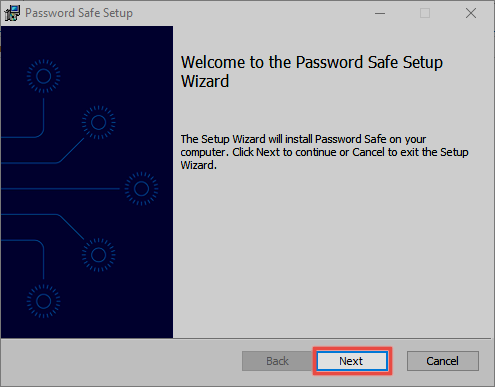 Password Safe Setup
Welcome to the Password Safe Setup
Wizard
The Setup Wizard will install Password Safe on your
computer. Click Next to continue or Cancel to exit the Setup
Wizard.
Back Next Cancel